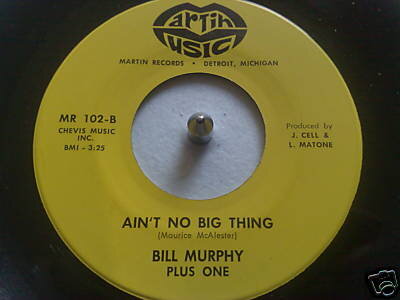 Martin
Music
MARTIN RECORDS • DETROIT, MICHIGAN
MR 102-B
CHEVIS MUSIC
INC.
BMI - 3:25
Produced by
J. CELL &
L. MATONE
AIN'T NO BIG THING
(Maurice McAlester)
BILL MURPHY
PLUS ONE